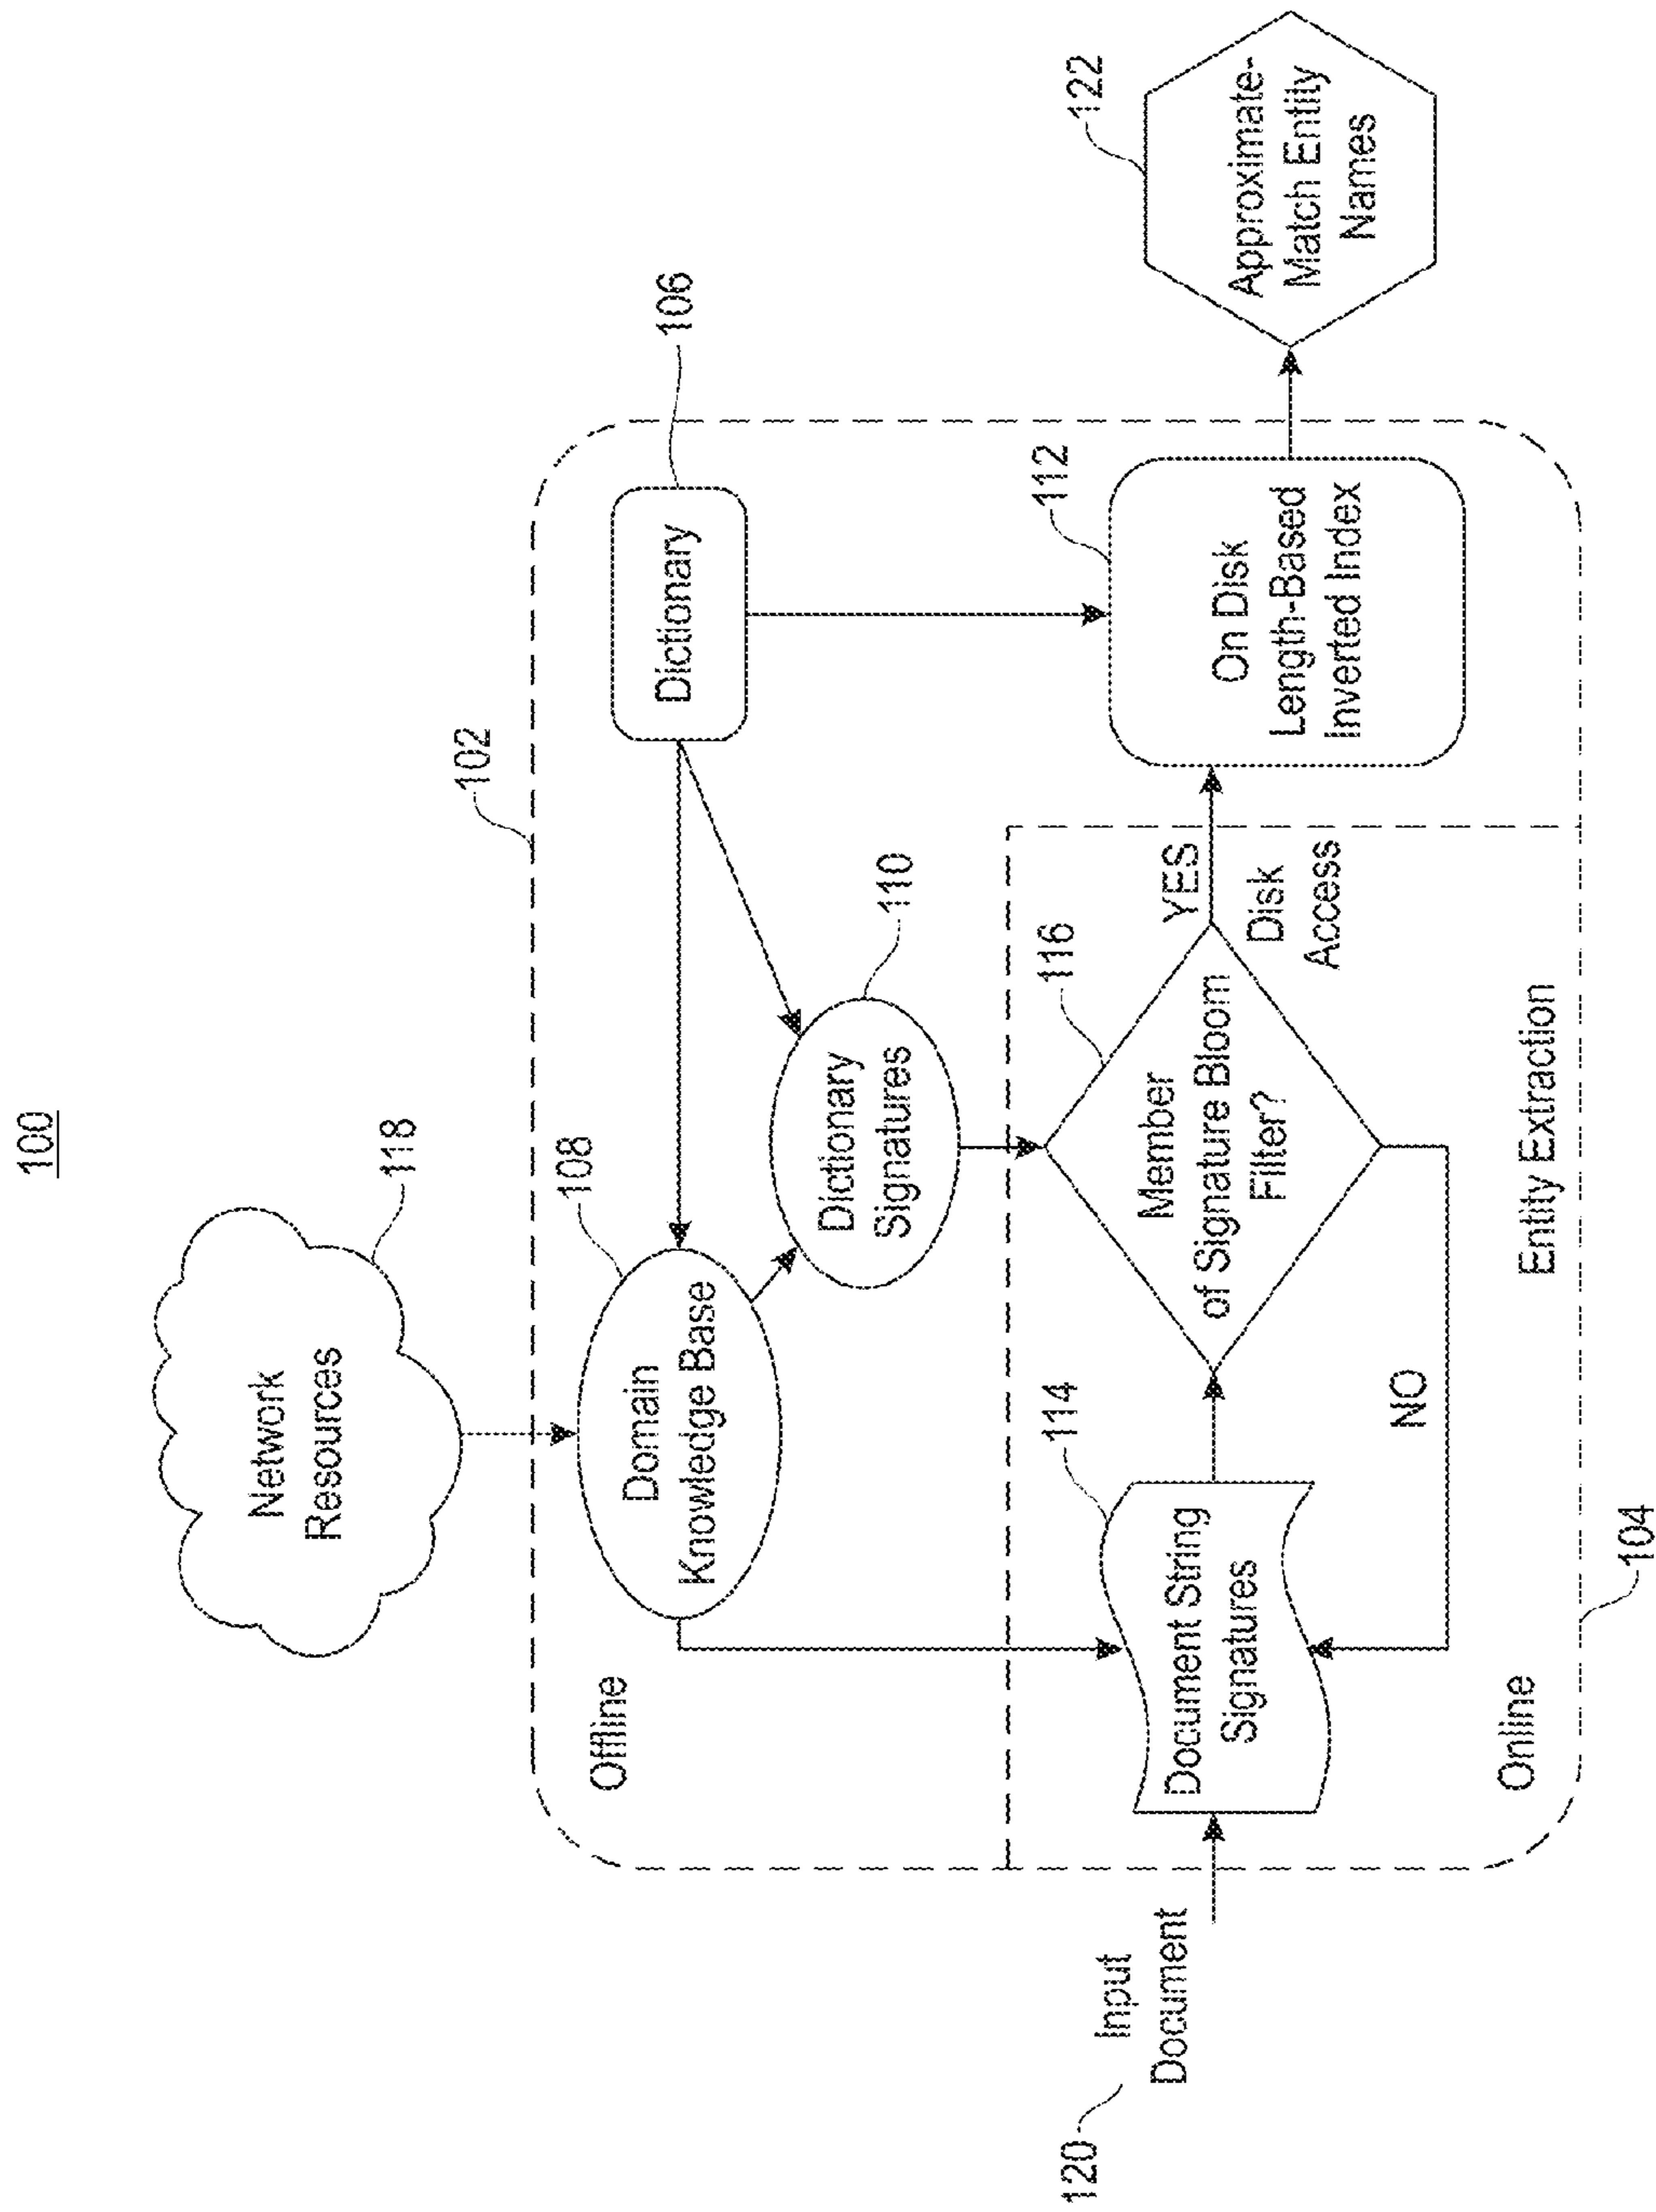 100
Network
Resources
118
102
Offline
Domain
Knowledge Base
108
Dictionary
106
Dictionary
Signatures
110
120
Input
Document
Document String
Signatures
114
Member
of Signature Bloom
Filter?
116
YES
Disk
Access
NO
On Disk
Length-Based
Inverted Index
112
Approximate-
Match Entity
Names
122
Online
Entity Extraction
104